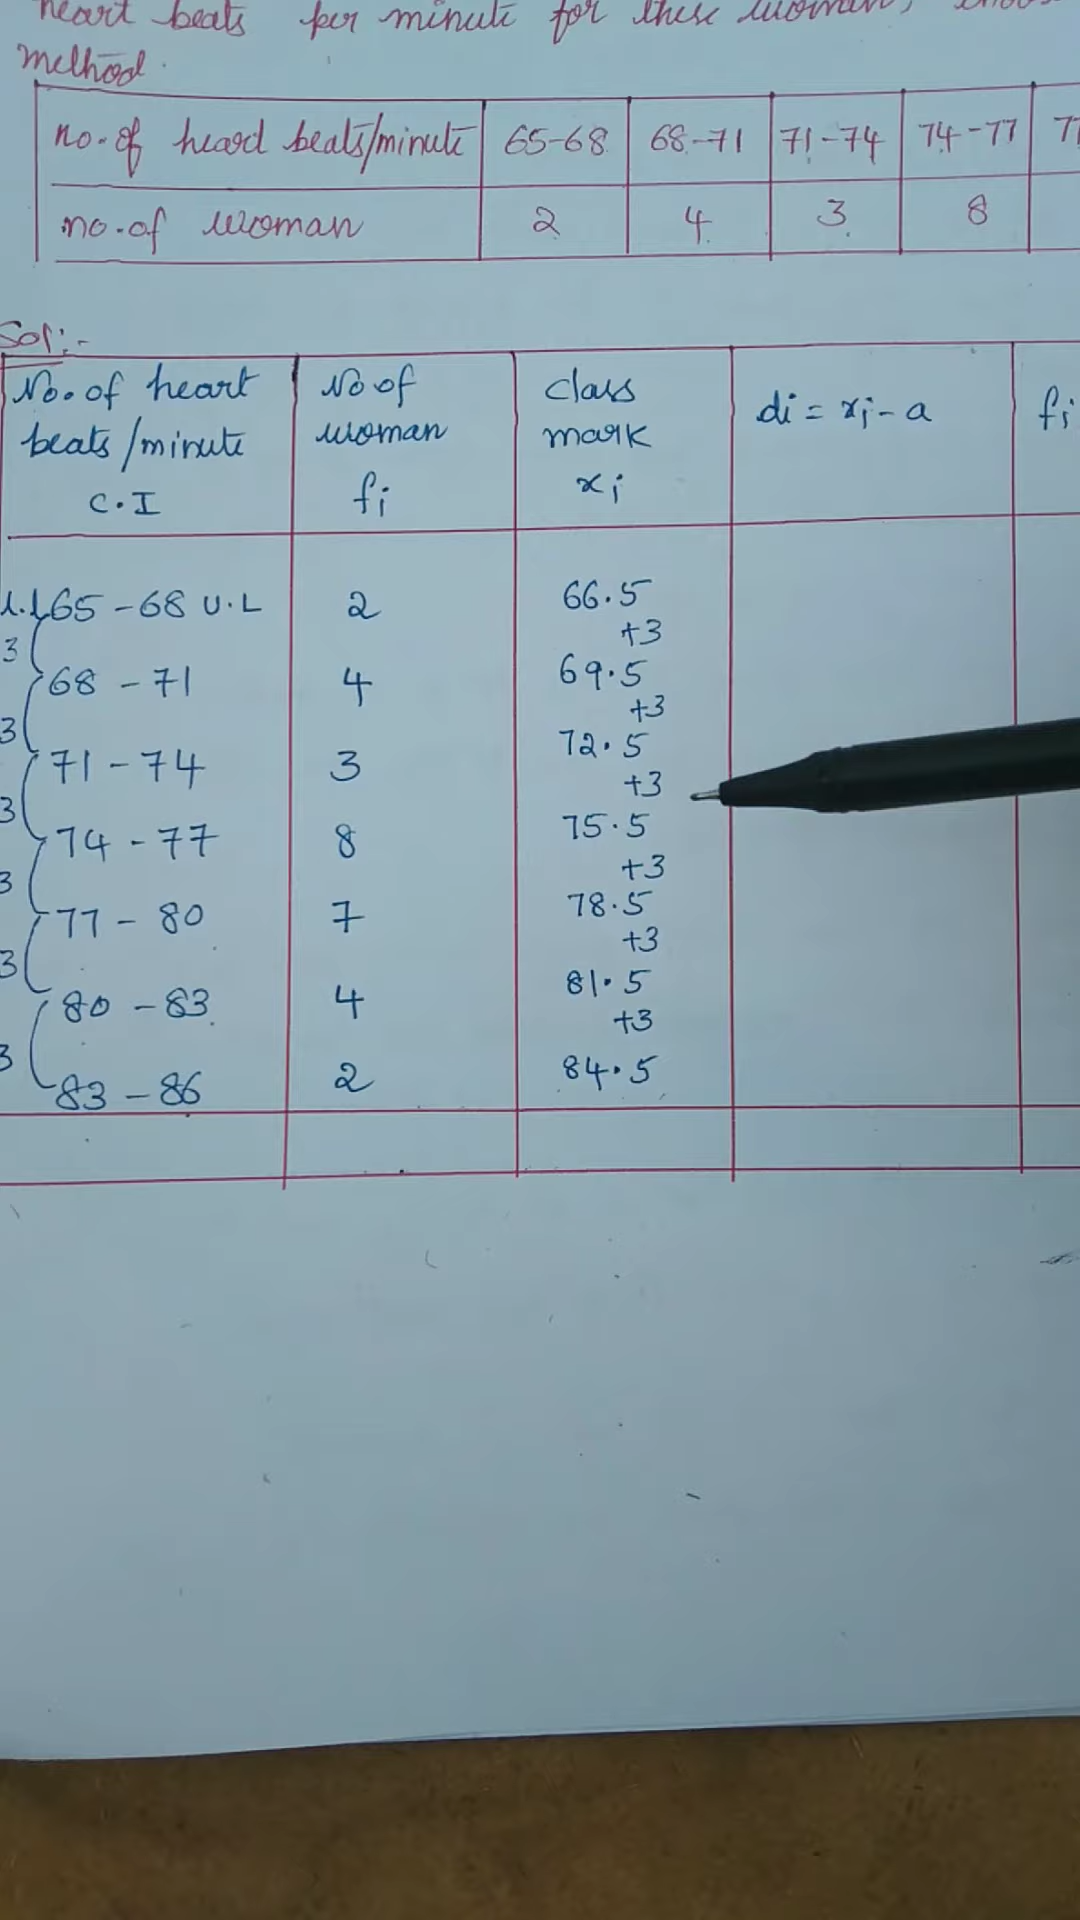 heart beats per minute for these women,
method.
no. of heard beats/minute 65-68 68-71 71-74 74-77
no. of woman 2 4 3 8
Sol:-
No. of heart No of class di = xi - a fi
beats /minute woman mark
C.I fi xi
65 - 68 U.L 2 66.5
3 +3
68 - 71 4 69.5
3 +3
71 - 74 3 72.5
3 +3
74 - 77 8 75.5
3 +3
77 - 80 7 78.5
3 +3
80 - 83 4 81.5
3 +3
83 - 86 2 84.5